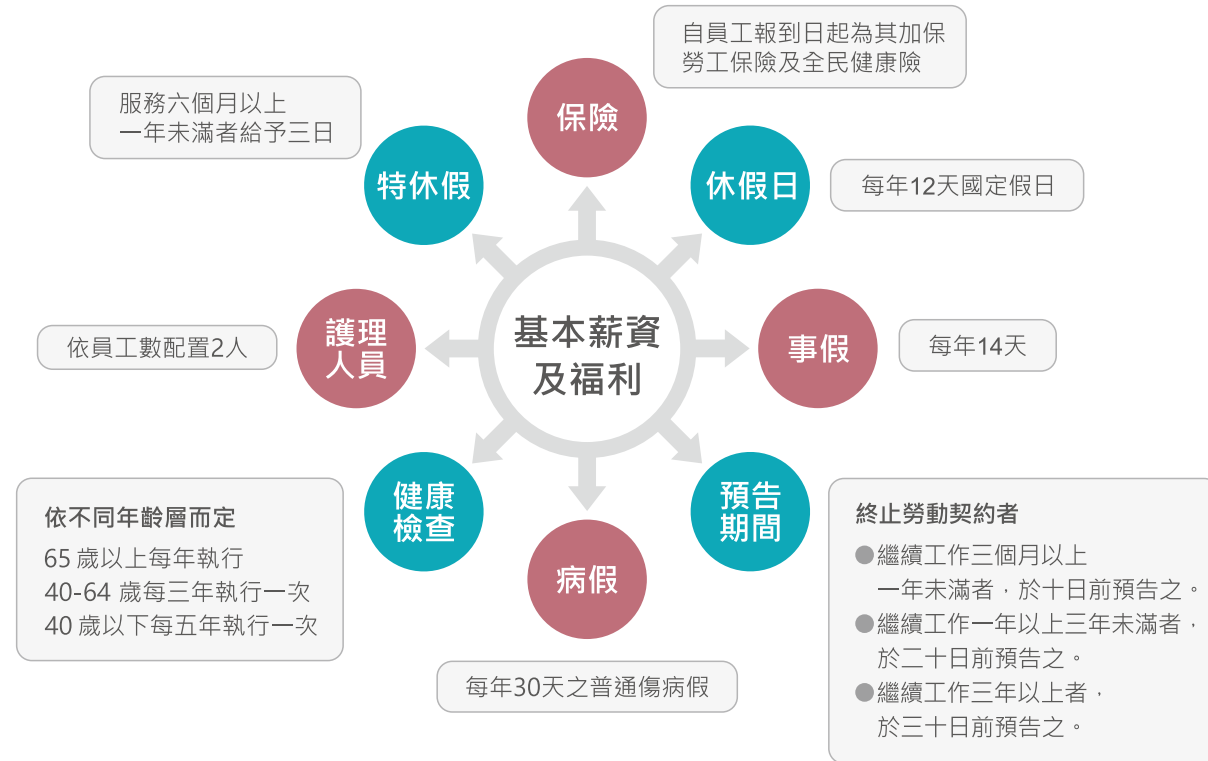 自員工報到日起為其加保
勞工保險及全民健康險
保險
服務六個月以上
一年未滿者給予三日
特休假
休假日
每年12天國定假日
基本薪資
及福利
依員工數配置2人
護理
人員
事假
每年14天
依不同年齡層而定
65 歲以上每年執行
40-64 歲每三年執行一次
40 歲以下每五年執行一次
健康
檢查
病假
每年30天之普通傷病假
預告
期間
終止勞動契約者
●繼續工作三個月以上
一年未滿者，於十日前預告之。
●繼續工作一年以上三年未滿者，
於二十日前預告之。
●繼續工作三年以上者，
於三十日前預告之。